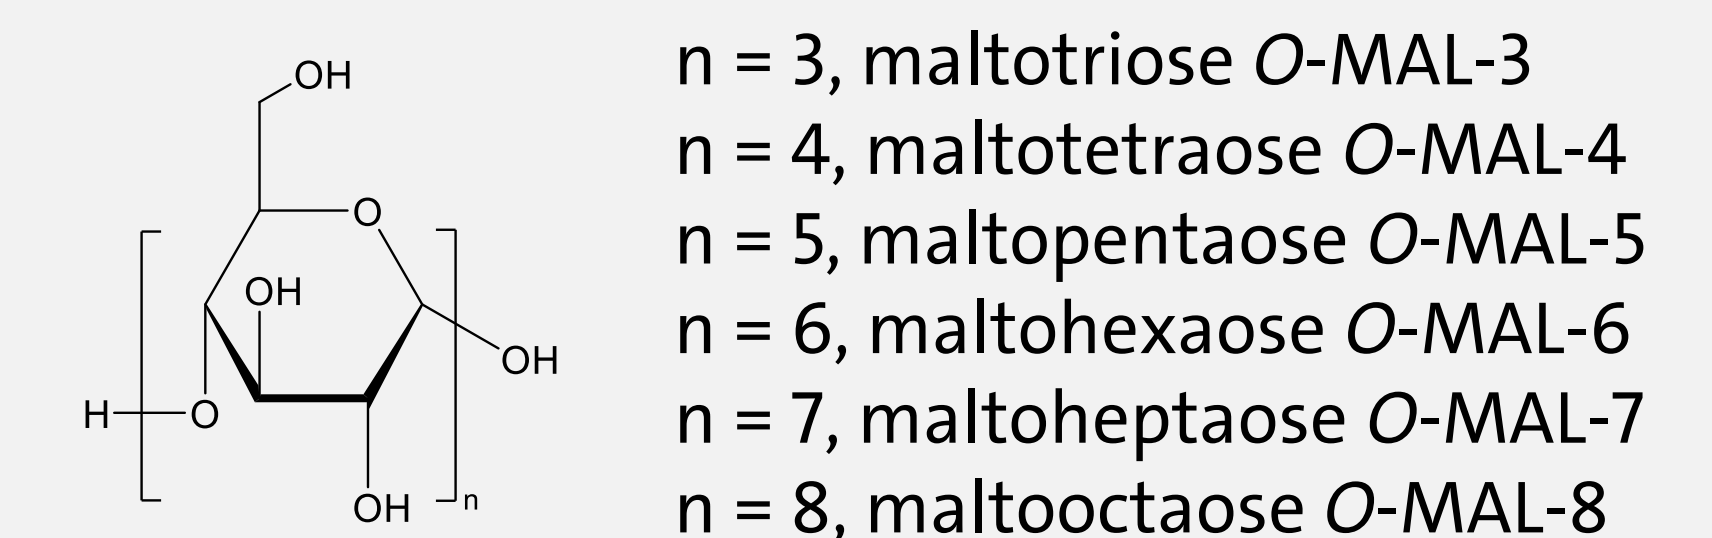 OH
O
OH
OH
H
O
OH
n
n = 3, maltotriose O-MAL-3
n = 4, maltotetraose O-MAL-4
n = 5, maltopentaose O-MAL-5
n = 6, maltohexaose O-MAL-6
n = 7, maltoheptaose O-MAL-7
n = 8, maltooctaose O-MAL-8